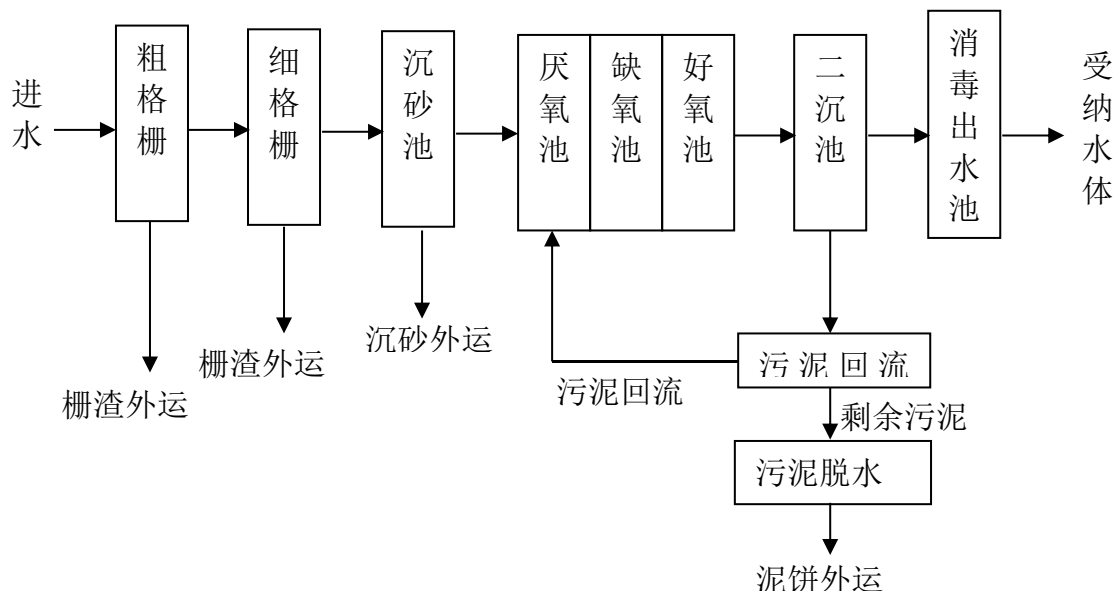 进水
粗格栅
细格栅
沉砂池
厌氧池
缺氧池
好氧池
二沉池
消毒出水池
受纳水体
沉砂外运
栅渣外运
栅渣外运
污泥回流
污泥回流
剩余污泥
污泥脱水
泥饼外运